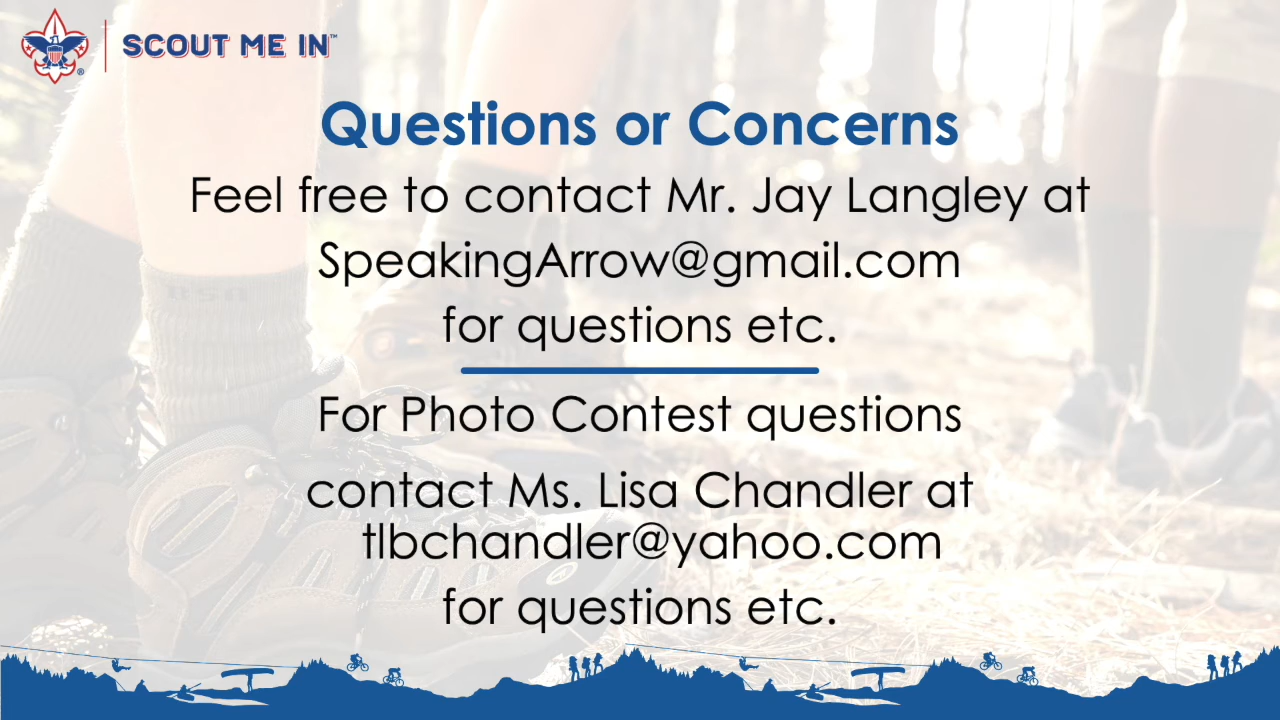 SCOUT ME IN™
Questions or Concerns
Feel free to contact Mr. Jay Langley at
SpeakingArrow@gmail.com
for questions etc.
For Photo Contest questions
contact Ms. Lisa Chandler at
tlbchandler@yahoo.com
for questions etc.
BSA